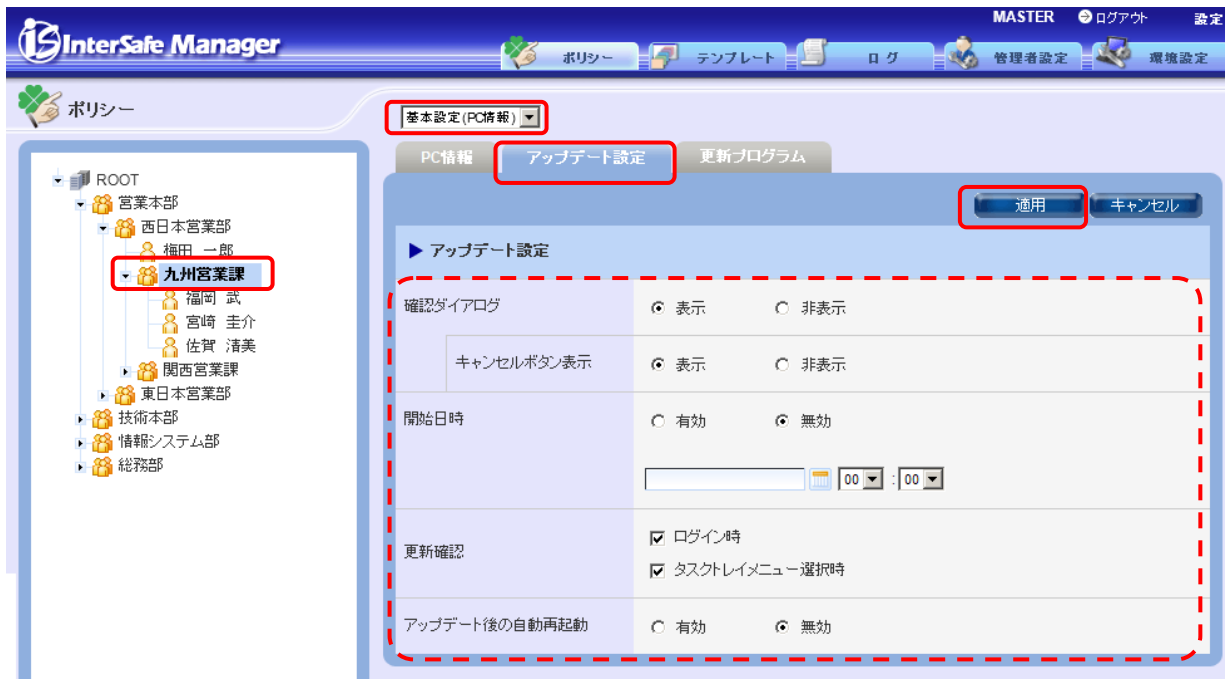 MASTER ログアウト 設定
InterSafe Manager
ポリシー テンプレート ログ 管理者設定 環境設定
ポリシー
基本設定(PC情報)
PC情報 アップデート設定 更新プログラム
適用 キャンセル
ROOT
営業本部
西日本営業部
梅田 一郎
九州営業課
福岡 武
宮崎 圭介
佐賀 清美
関西営業課
東日本営業部
技術本部
情報システム部
総務部
アップデート設定
確認ダイアログ 表示 非表示
キャンセルボタン表示 表示 非表示
開始日時 有効 無効
00 : 00
更新確認 ログイン時
タスクトレイメニュー選択時
アップデート後の自動再起動 有効 無効